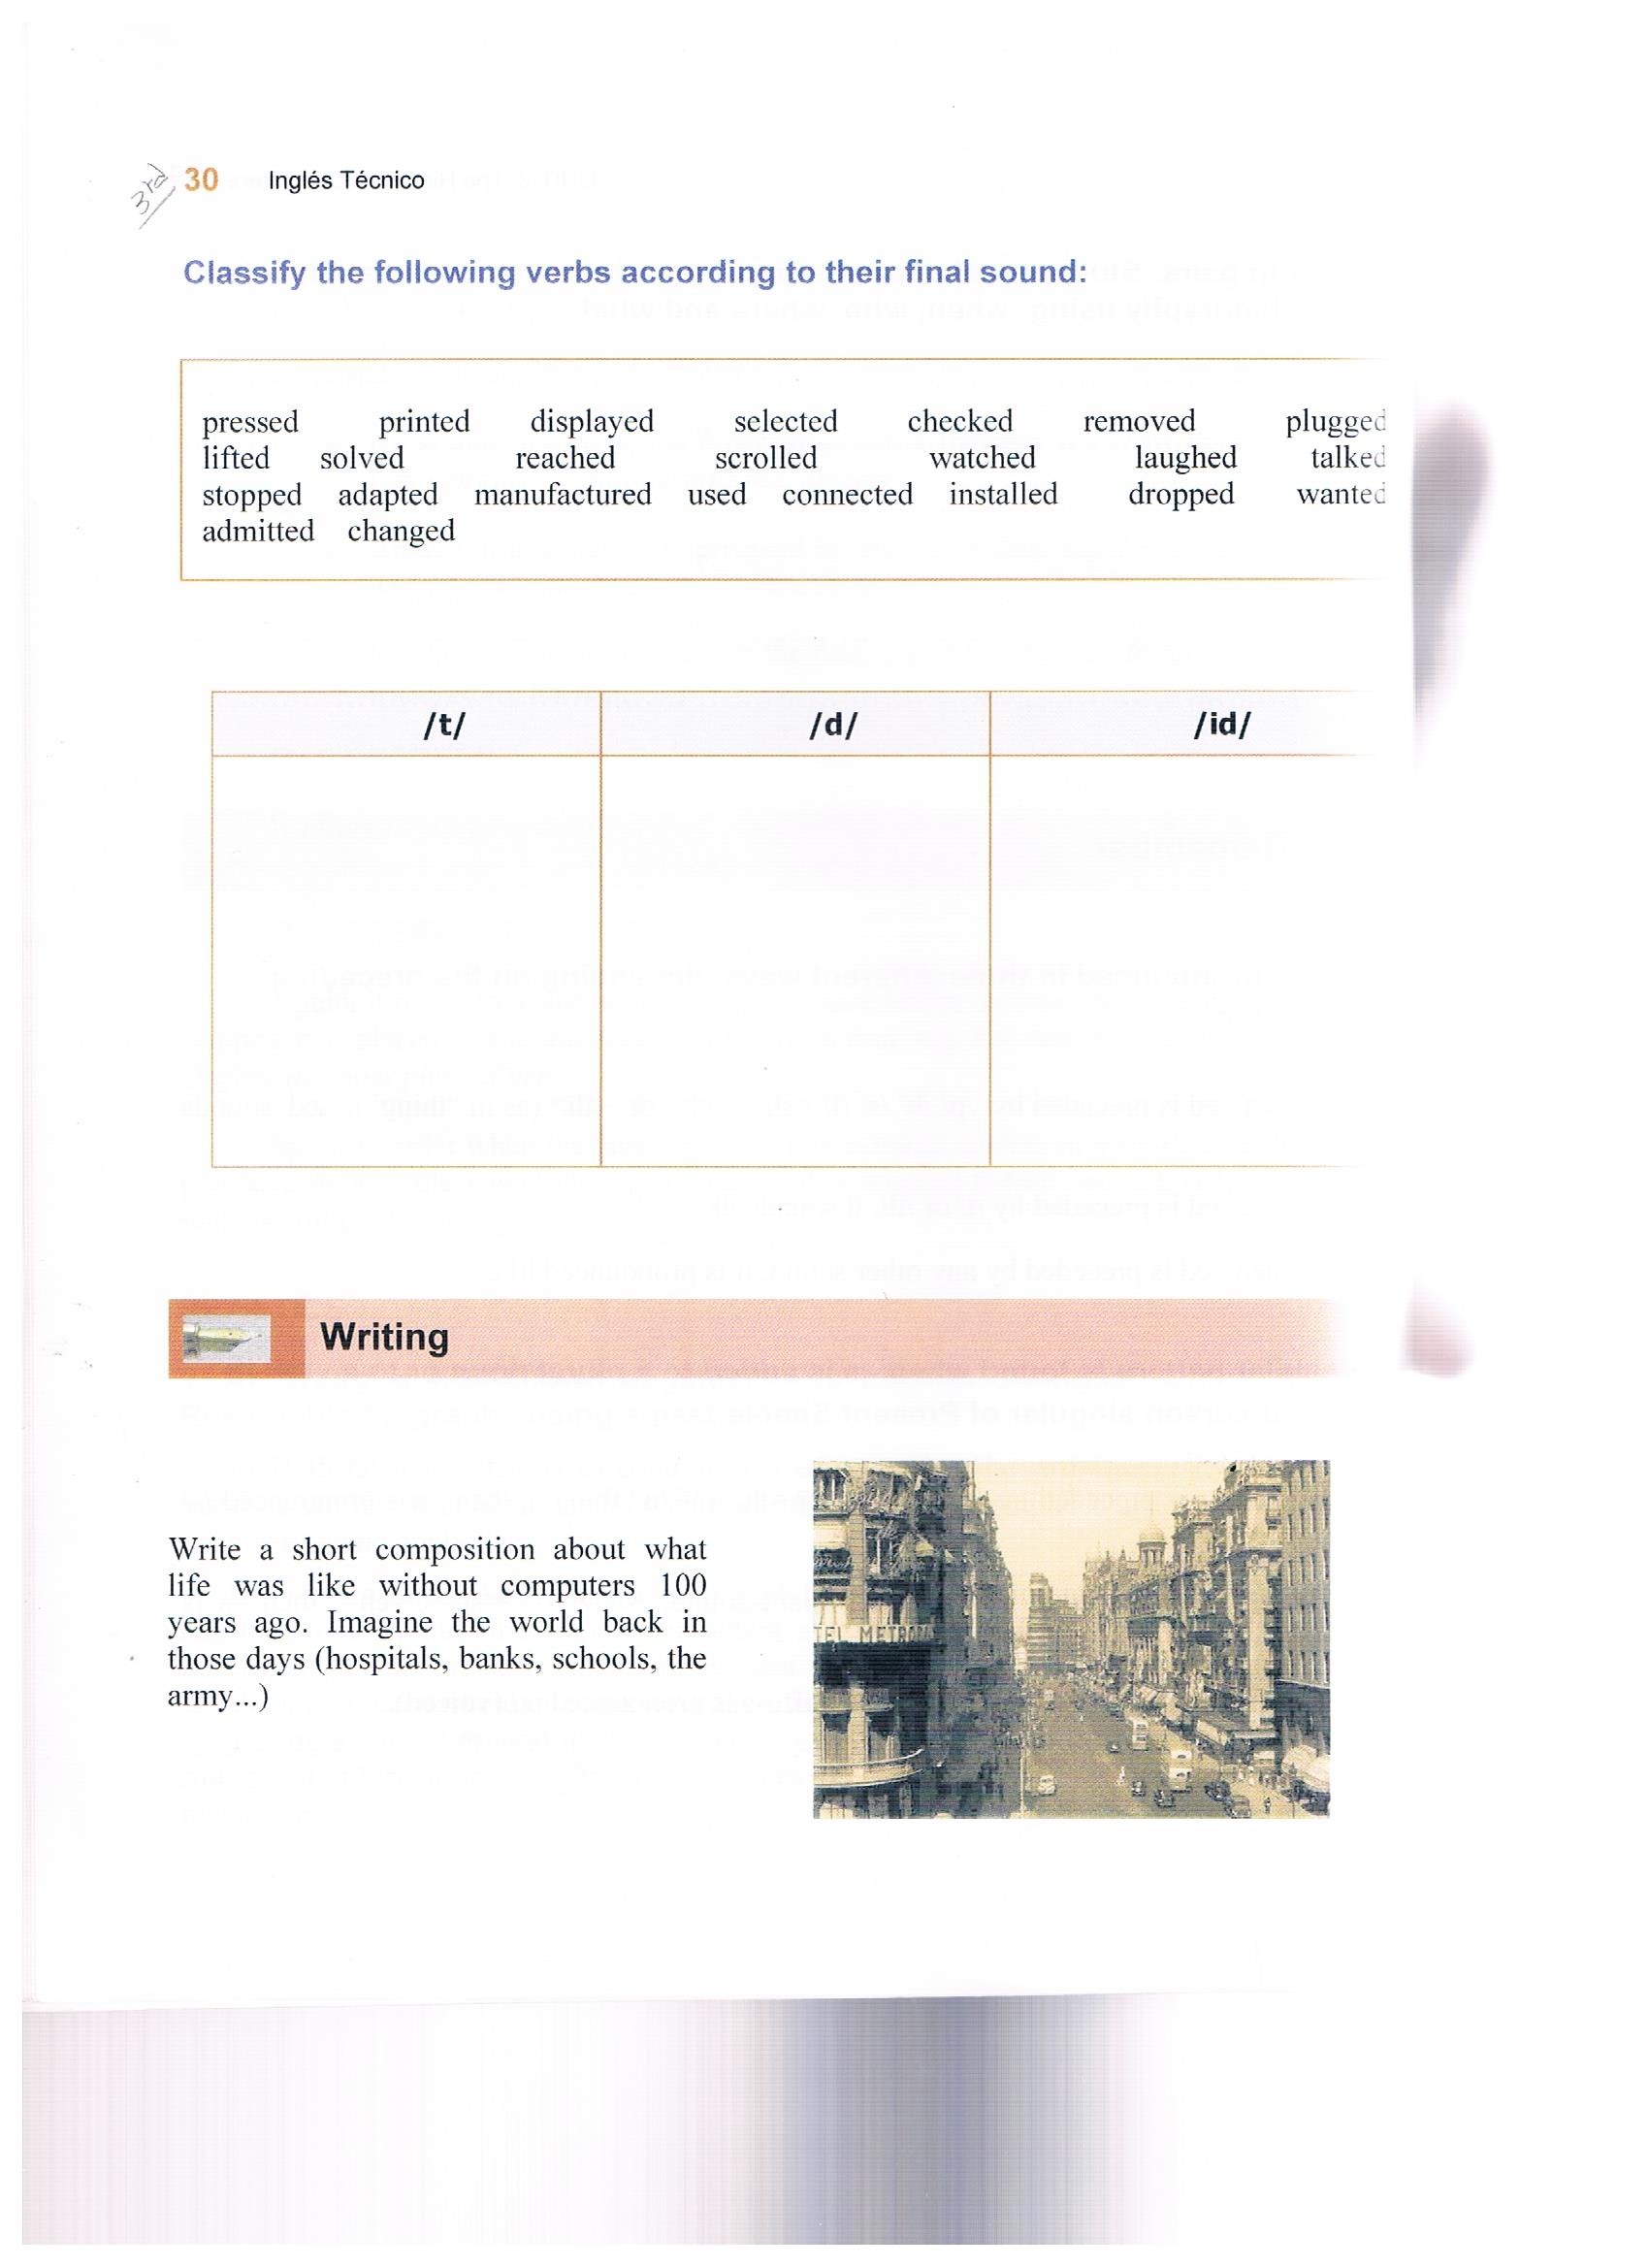 3rd
30 Inglés Técnico
Classify the following verbs according to their final sound:
pressed printed displayed selected checked removed plugged
lifted solved reached scrolled watched laughed talked
stopped adapted manufactured used connected installed dropped wanted
admitted changed
/t/ /d/ /id/
Writing
Write a short composition about what
life was like without computers 100
years ago. Imagine the world back in
those days (hospitals, banks, schools, the
army...)